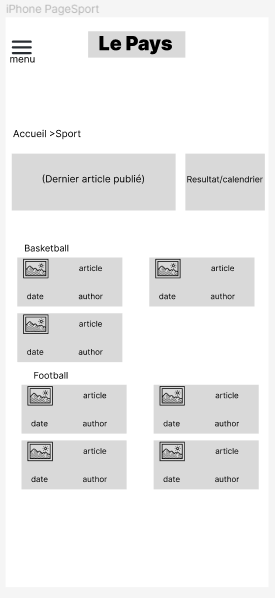 iPhone PageSport
Le Pays
menu
Accueil >Sport
(Dernier article publié) Resultat/calendrier
Basketball
article article
date author date author
article
date author
Football
article article
date author date author
article article
date author date author